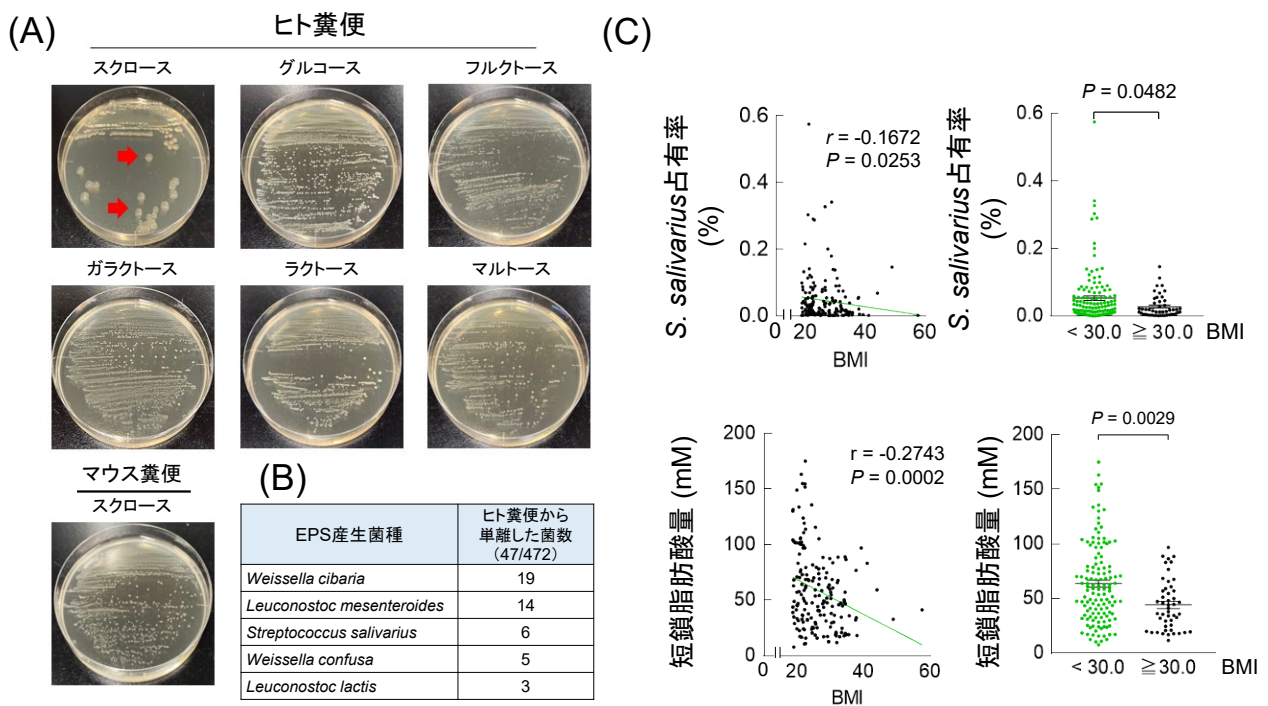 (A)
ヒト糞便
スクロース
グルコース
フルクトース
ガラクトース
ラクトース
マルトース
マウス糞便
スクロース
(B)
EPS産生菌種
ヒト糞便から
単離した菌数
（47/472）
Weissella cibaria
19
Leuconostoc mesenteroides
14
Streptococcus salivarius
6
Weissella confusa
5
Leuconostoc lactis
3
(C)
S. salivarius占有率
(%)
0.6
0.4
0.2
0.0
r = -0.1672
P = 0.0253
0
20
40
60
BMI
S. salivarius占有率
(%)
P = 0.0482
0.6
0.4
0.2
0.0
< 30.0
≧ 30.0
BMI
短鎖脂肪酸量 (mM)
200
150
100
50
0
r = -0.2743
P = 0.0002
0
20
40
60
BMI
短鎖脂肪酸量 (mM)
P = 0.0029
200
150
100
50
0
< 30.0
≧30.0
BMI